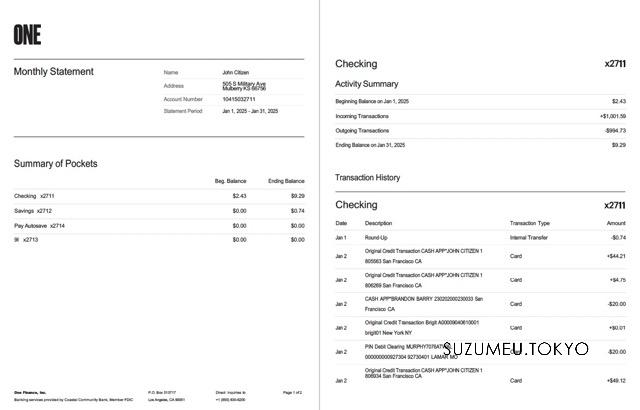 ONE
Monthly Statement
Name John Citizen
Address 505 S Military Ave
Mulberry KS 66756
Account Number 10415032711
Statement Period Jan 1, 2025 - Jan 31, 2025
Summary of Pockets
Beg. Balance Ending Balance
Checking x2711 $2.43 $9.29
Savings x2712 $0.00 $0.74
Pay Autosave x2714 $0.00 $0.00
x2713 $0.00 $0.00
One Finance, Inc. P.O. Box 513717 Direct Inquiries to Page 1 of 2
Banking services provided by Coastal Community Bank, Member FDIC Los Angeles, CA
Checking x2711
Activity Summary
Beginning Balance on Jan 1, 2025 $2.43
Incoming Transactions +$1,001.59
Outgoing Transactions -$994.73
Ending Balance on Jan 31, 2025 $9.29
Transaction History
Checking x2711
Date Description Transaction Type Amount
Jan 1 Round-Up Internal Transfer -$0.74
Jan 2 Original Credit Transaction CASH APP*JOHN CITIZEN 1 Card +$44.21
805563 San Francisco CA
Jan 2 Original Credit Transaction CASH APP*JOHN CITIZEN 1 Card +$4.75
806269 San Francisco CA
Jan 2 CASH APP*BRANDON BARRY 230202000230033 San Card -$20.00
Francisco CA
Jan 2 Original Credit Transaction Brigit A00009040610001 Card +$0.01
brigit01 New York NY
Jan 2 PIN Debit Clearing -$20.00
000000000927304 92730401 LAMAR MO
SUZUMEU.TOKYO
Jan 2 Original Credit Transaction CASH APP*JOHN CITIZEN 1 Card +$49.12
806934 San Francisco CA